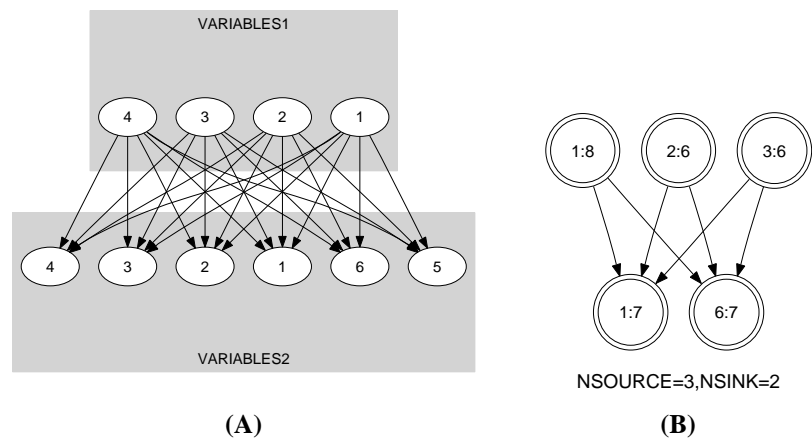 VARIABLES1
4 3 2 1
4 3 2 1 6 5
VARIABLES2
(A)
1:8 2:6 3:6
1:7 6:7
NSOURCE=3,NSINK=2
(B)